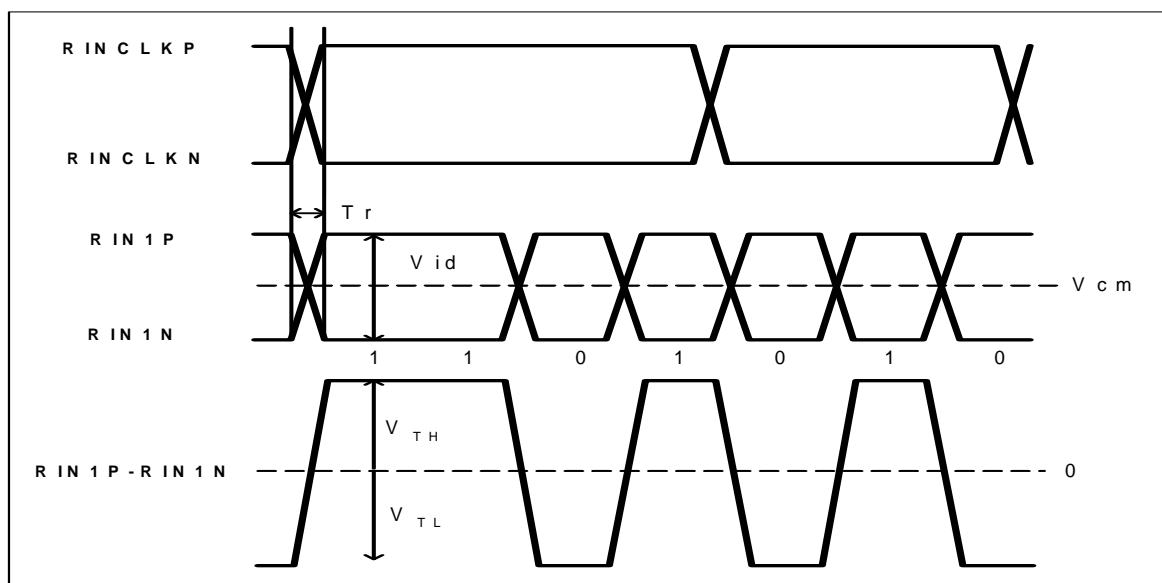 RINCLKP
RINCLKN
Tr
RIN1P
Vid
Vcm
RIN1N
1 1 0 1 0 1 0
VTH
RIN1P-RIN1N
0
VTL